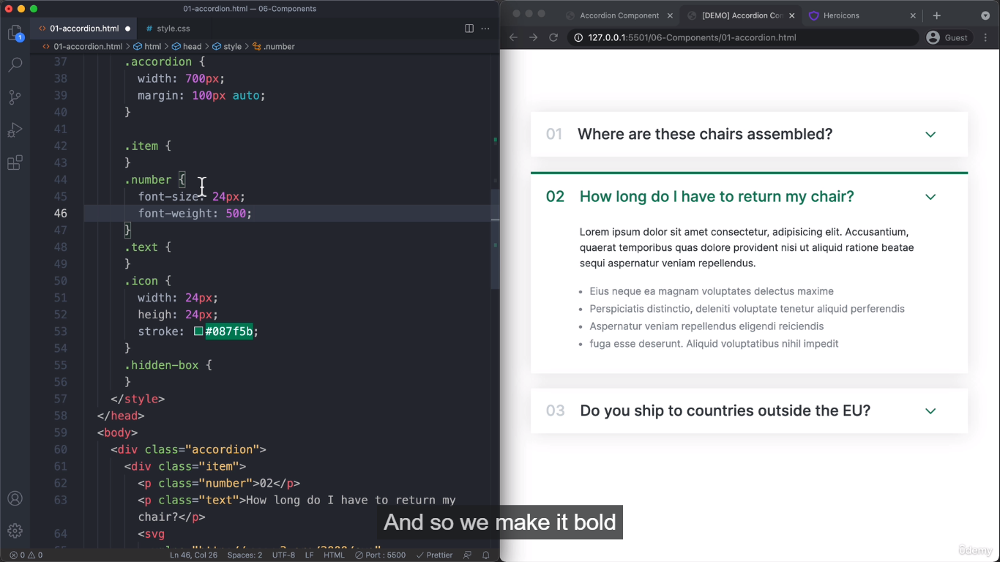 01-accordion.html — 06-Components
01-accordion.html ●
# style.css
Accordion Component ×
[DEMO] Accordion Con ×
Heroicons ×
127.0.0.1:5501/06-Components/01-accordion.html
Guest
01-accordion.html > html > head > style > .number
37 .accordion {
38 width: 700px;
39 margin: 100px auto;
40 }
41
42 .item {
43 }
44 .number {
45 font-size: 24px;
46 font-weight: 500;
47 }
48 .text {
49 }
50 .icon {
51 width: 24px;
52 heigh: 24px;
53 stroke: #087f5b;
54 }
55 .hidden-box {
56 }
57 </style>
58 </head>
59 <body>
60 <div class="accordion">
61 <div class="item">
62 <p class="number">02</p>
63 <p class="text">How long do I have to return my
chair?</p>
64 <svg
1
01 Where are these chairs assembled?
02 How long do I have to return my chair?
Lorem ipsum dolor sit amet consectetur, adipisicing elit. Accusantium,
quaerat temporibus quas dolore provident nisi ut aliquid ratione beatae
sequi aspernatur veniam repellendus.
• Eius neque ea magnam voluptates delectus maxime
• Perspiciatis distinctio, deleniti voluptate tenetur aliquid perferendis
• Aspernatur veniam repellendus eligendi reiciendis
• fuga esse deserunt. Aliquid voluptatibus nihil impedit
03 Do you ship to countries outside the EU?
And so we make it bold
0 0 Ln 46, Col 26 Spaces: 2 UTF-8 LF HTML Port : 5500 Prettier
ûdemy